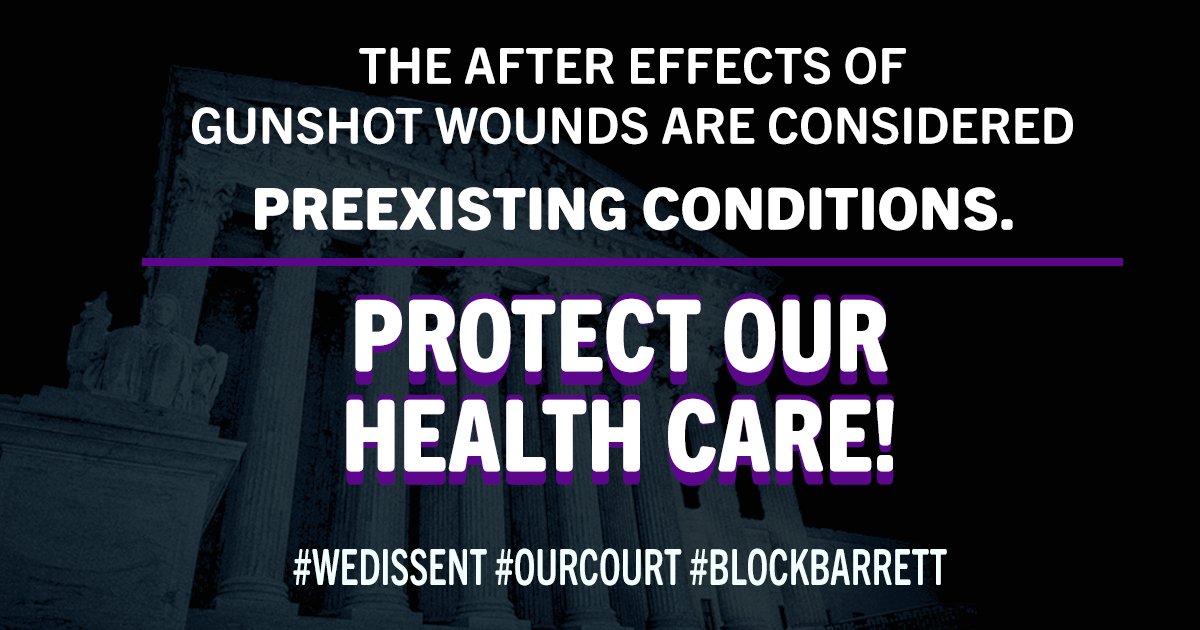 THE AFTER EFFECTS OF
GUNSHOT WOUNDS ARE CONSIDERED
PREEXISTING CONDITIONS.
PROTECT OUR
HEALTH CARE!
#WEDISSENT #OURCOURT #BLOCKBARRETT